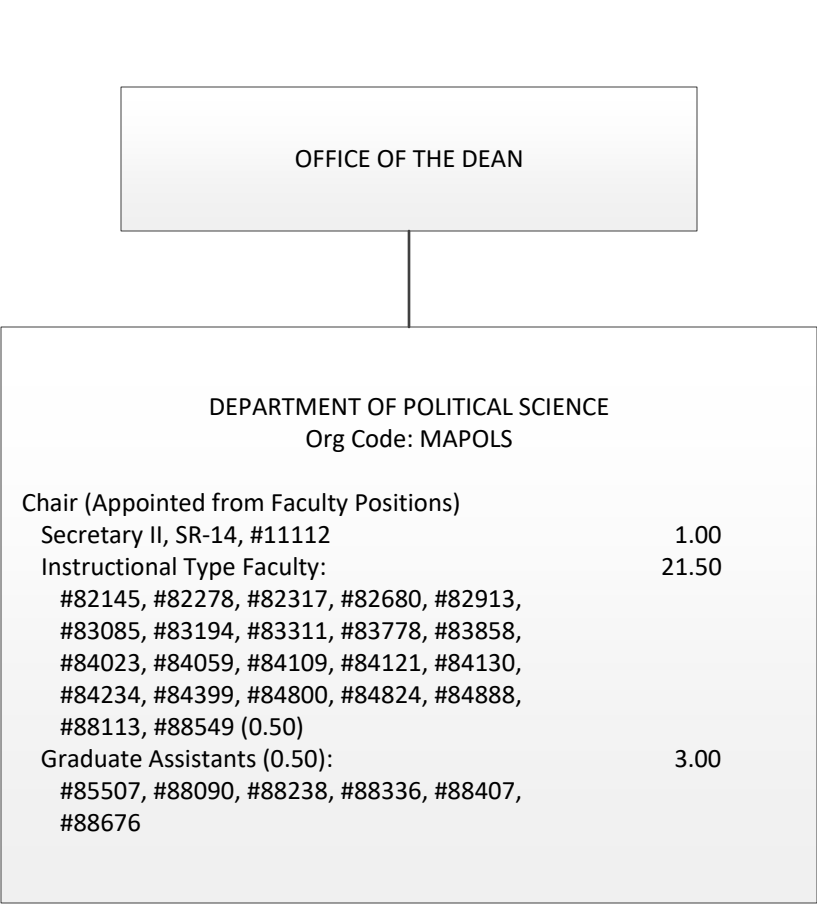 OFFICE OF THE DEAN
DEPARTMENT OF POLITICAL SCIENCE
Org Code: MAPOLS
Chair (Appointed from Faculty Positions)
Secretary II, SR-14, #11112 1.00
Instructional Type Faculty: 21.50
#82145, #82278, #82317, #82680, #82913,
#83085, #83194, #83311, #83778, #83858,
#84023, #84059, #84109, #84121, #84130,
#84234, #84399, #84800, #84824, #84888,
#88113, #88549 (0.50)
Graduate Assistants (0.50): 3.00
#85507, #88090, #88238, #88336, #88407,
#88676